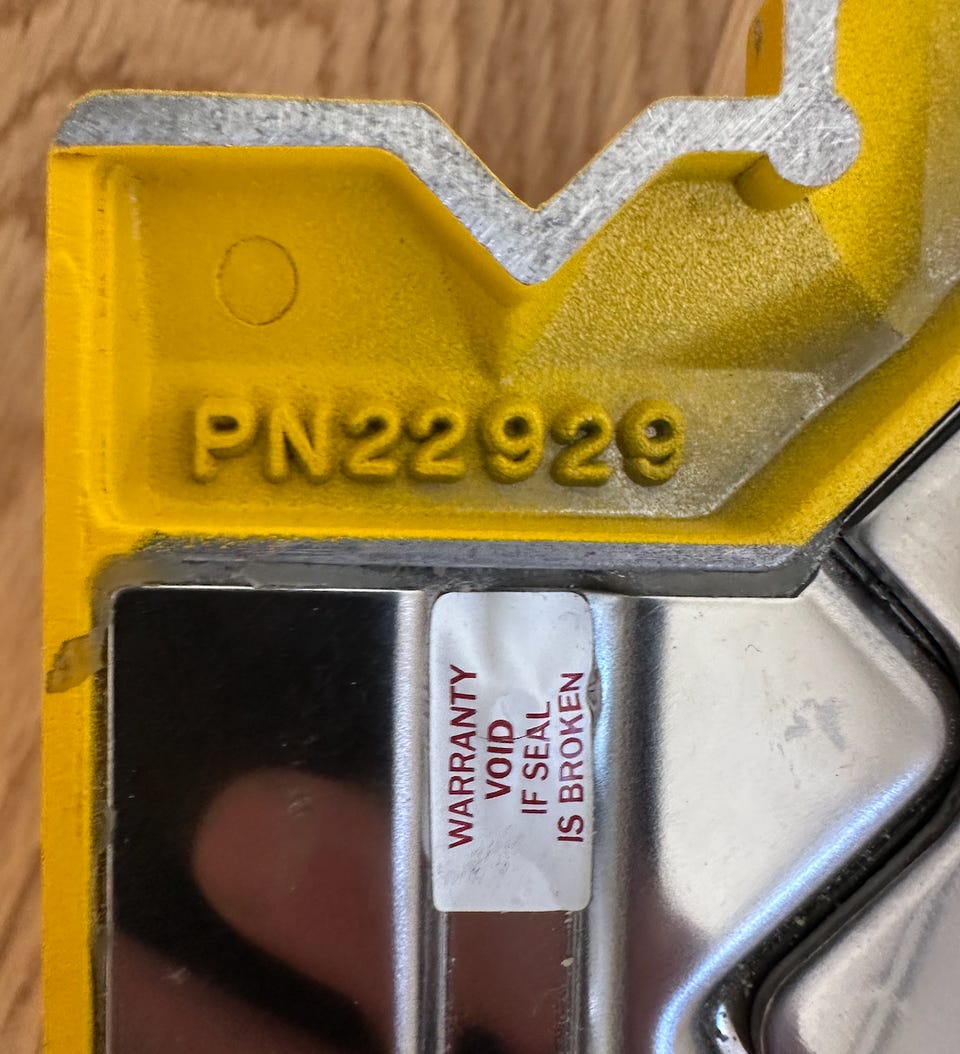 PN22929
WARRANTY
VOID
IF SEAL
IS BROKEN